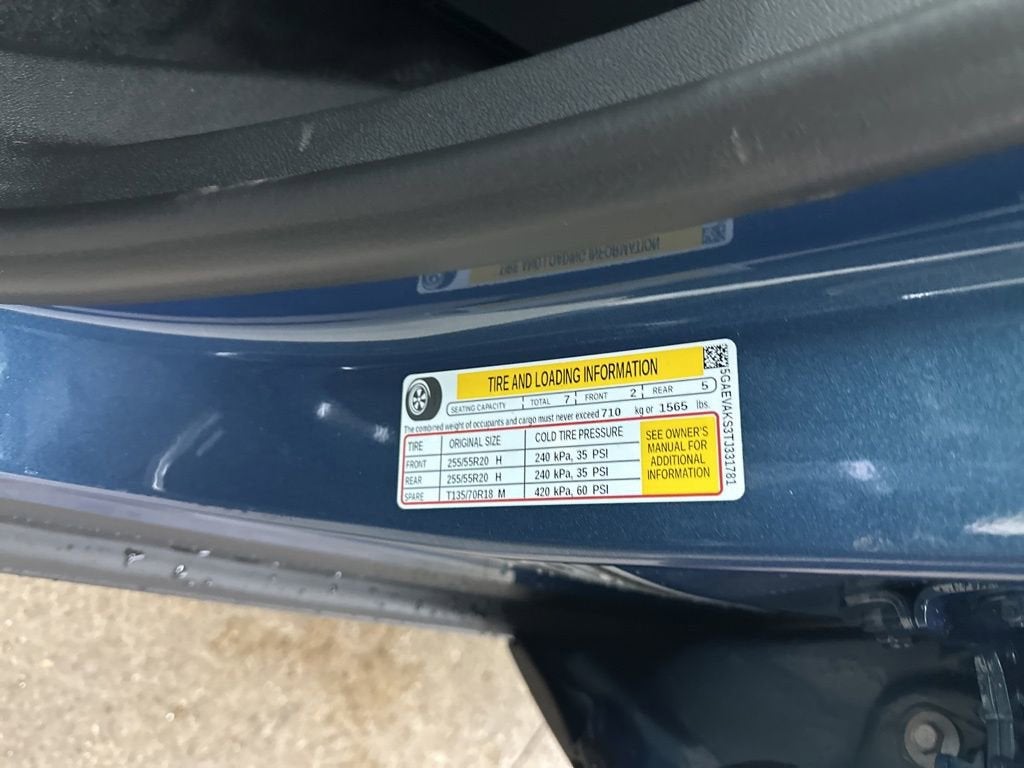 TIRE AND LOADING INFORMATION
SEATING CAPACITY TOTAL 7 FRONT 2 REAR 5
The combined weight of occupants and cargo must never exceed 710 kg or 1565 lbs.
TIRE ORIGINAL SIZE COLD TIRE PRESSURE
FRONT 255/55R20 H 240 kPa, 35 PSI
REAR 255/55R20 H 240 kPa, 35 PSI
SPARE T135/70R18 M 420 kPa, 60 PSI
SEE OWNER'S
MANUAL FOR
ADDITIONAL
INFORMATION
5GAEVAKS3TJ331781